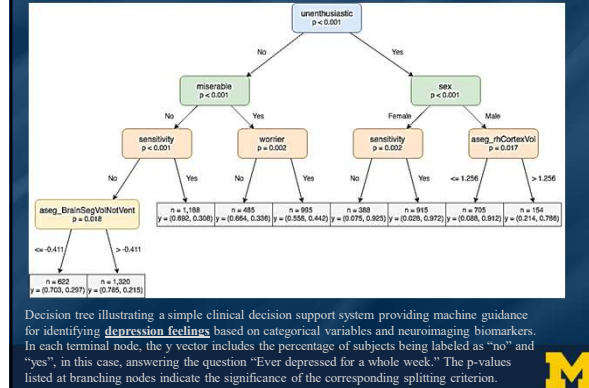 unenthusiastic
p < 0.001
No
Yes
miserable
p < 0.001
sex
p < 0.001
No
Yes
Female
Male
sensitivity
p < 0.001
worrier
p = 0.002
sensitivity
p = 0.002
aseg_rhCortexVol
p = 0.017
No
Yes
No
Yes
No
Yes
<= 1.256
> 1.256
aseg_BrainSegVolNotVent
p = 0.018
n = 1,188
y = (0.692, 0.308)
n = 485
y = (0.664, 0.336)
n = 995
y = (0.558, 0.442)
n = 388
y = (0.075, 0.925)
n = 915
y = (0.028, 0.972)
n = 705
y = (0.088, 0.912)
n = 154
y = (0.214, 0.786)
<= -0.411
> -0.411
n = 622
y = (0.703, 0.297)
n = 1,320
y = (0.785, 0.215)
Decision tree illustrating a simple clinical decision support system providing machine guidance
for identifying depression feelings based on categorical variables and neuroimaging biomarkers.
In each terminal node, the y vector includes the percentage of subjects being labeled as “no” and
“yes”, in this case, answering the question “Ever depressed for a whole week.” The p-values
listed at branching nodes indicate the significance of the corresponding splitting criterion.
M